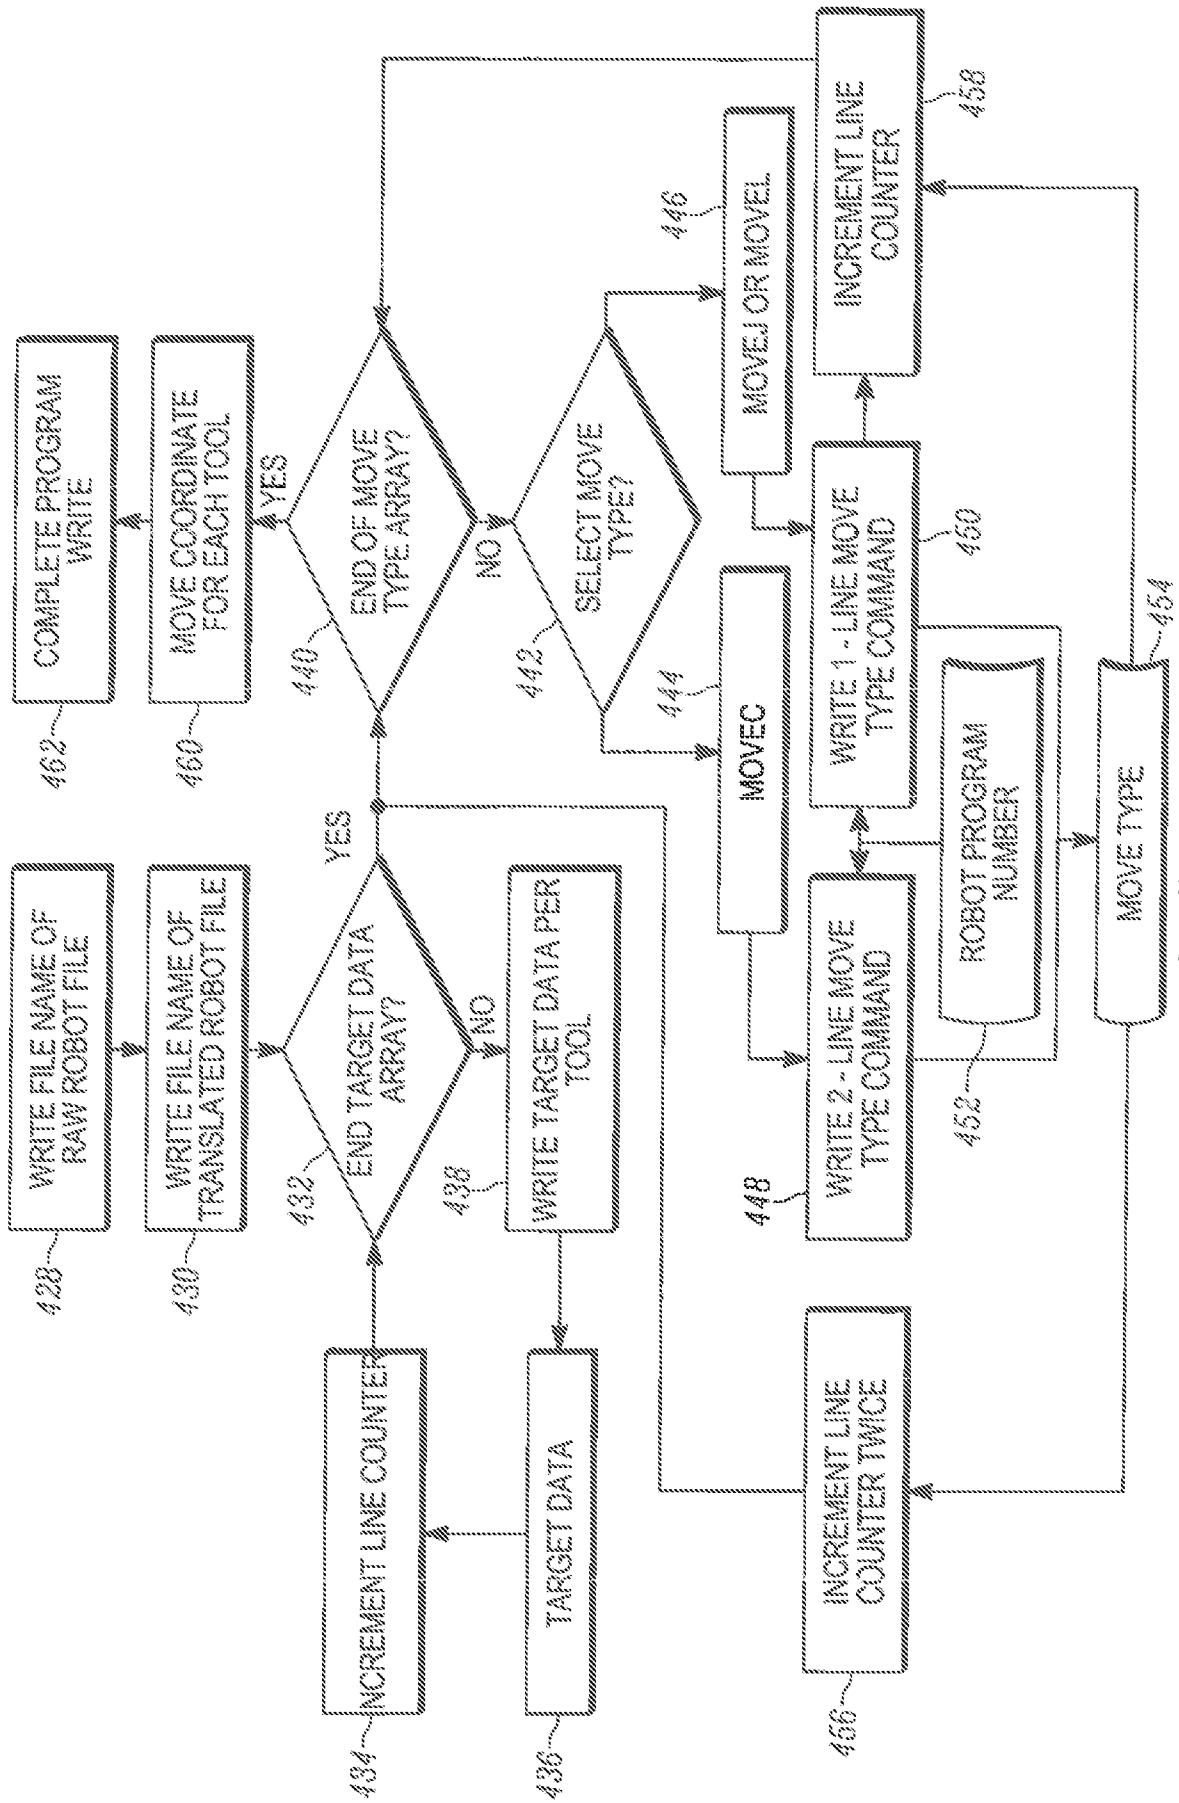 WRITE FILE NAME OF
RAW ROBOT FILE
428
WRITE FILE NAME OF
TRANSLATED ROBOT FILE
430
END TARGET DATA
ARRAY?
432
YES
NO
INCREMENT LINE COUNTER
434
TARGET DATA
436
WRITE TARGET DATA PER
TOOL
438
COMPLETE PROGRAM
WRITE
462
MOVE COORDINATE
FOR EACH TOOL
460
YES
END OF MOVE
TYPE ARRAY?
440
NO
SELECT MOVE
TYPE?
442
MOVEC
444
MOVEJ OR MOVEL
446
WRITE 2 - LINE MOVE
TYPE COMMAND
448
WRITE 1 - LINE MOVE
TYPE COMMAND
450
INCREMENT LINE
COUNTER
458
ROBOT PROGRAM
NUMBER
452
INCREMENT LINE
COUNTER TWICE
456
MOVE TYPE
454